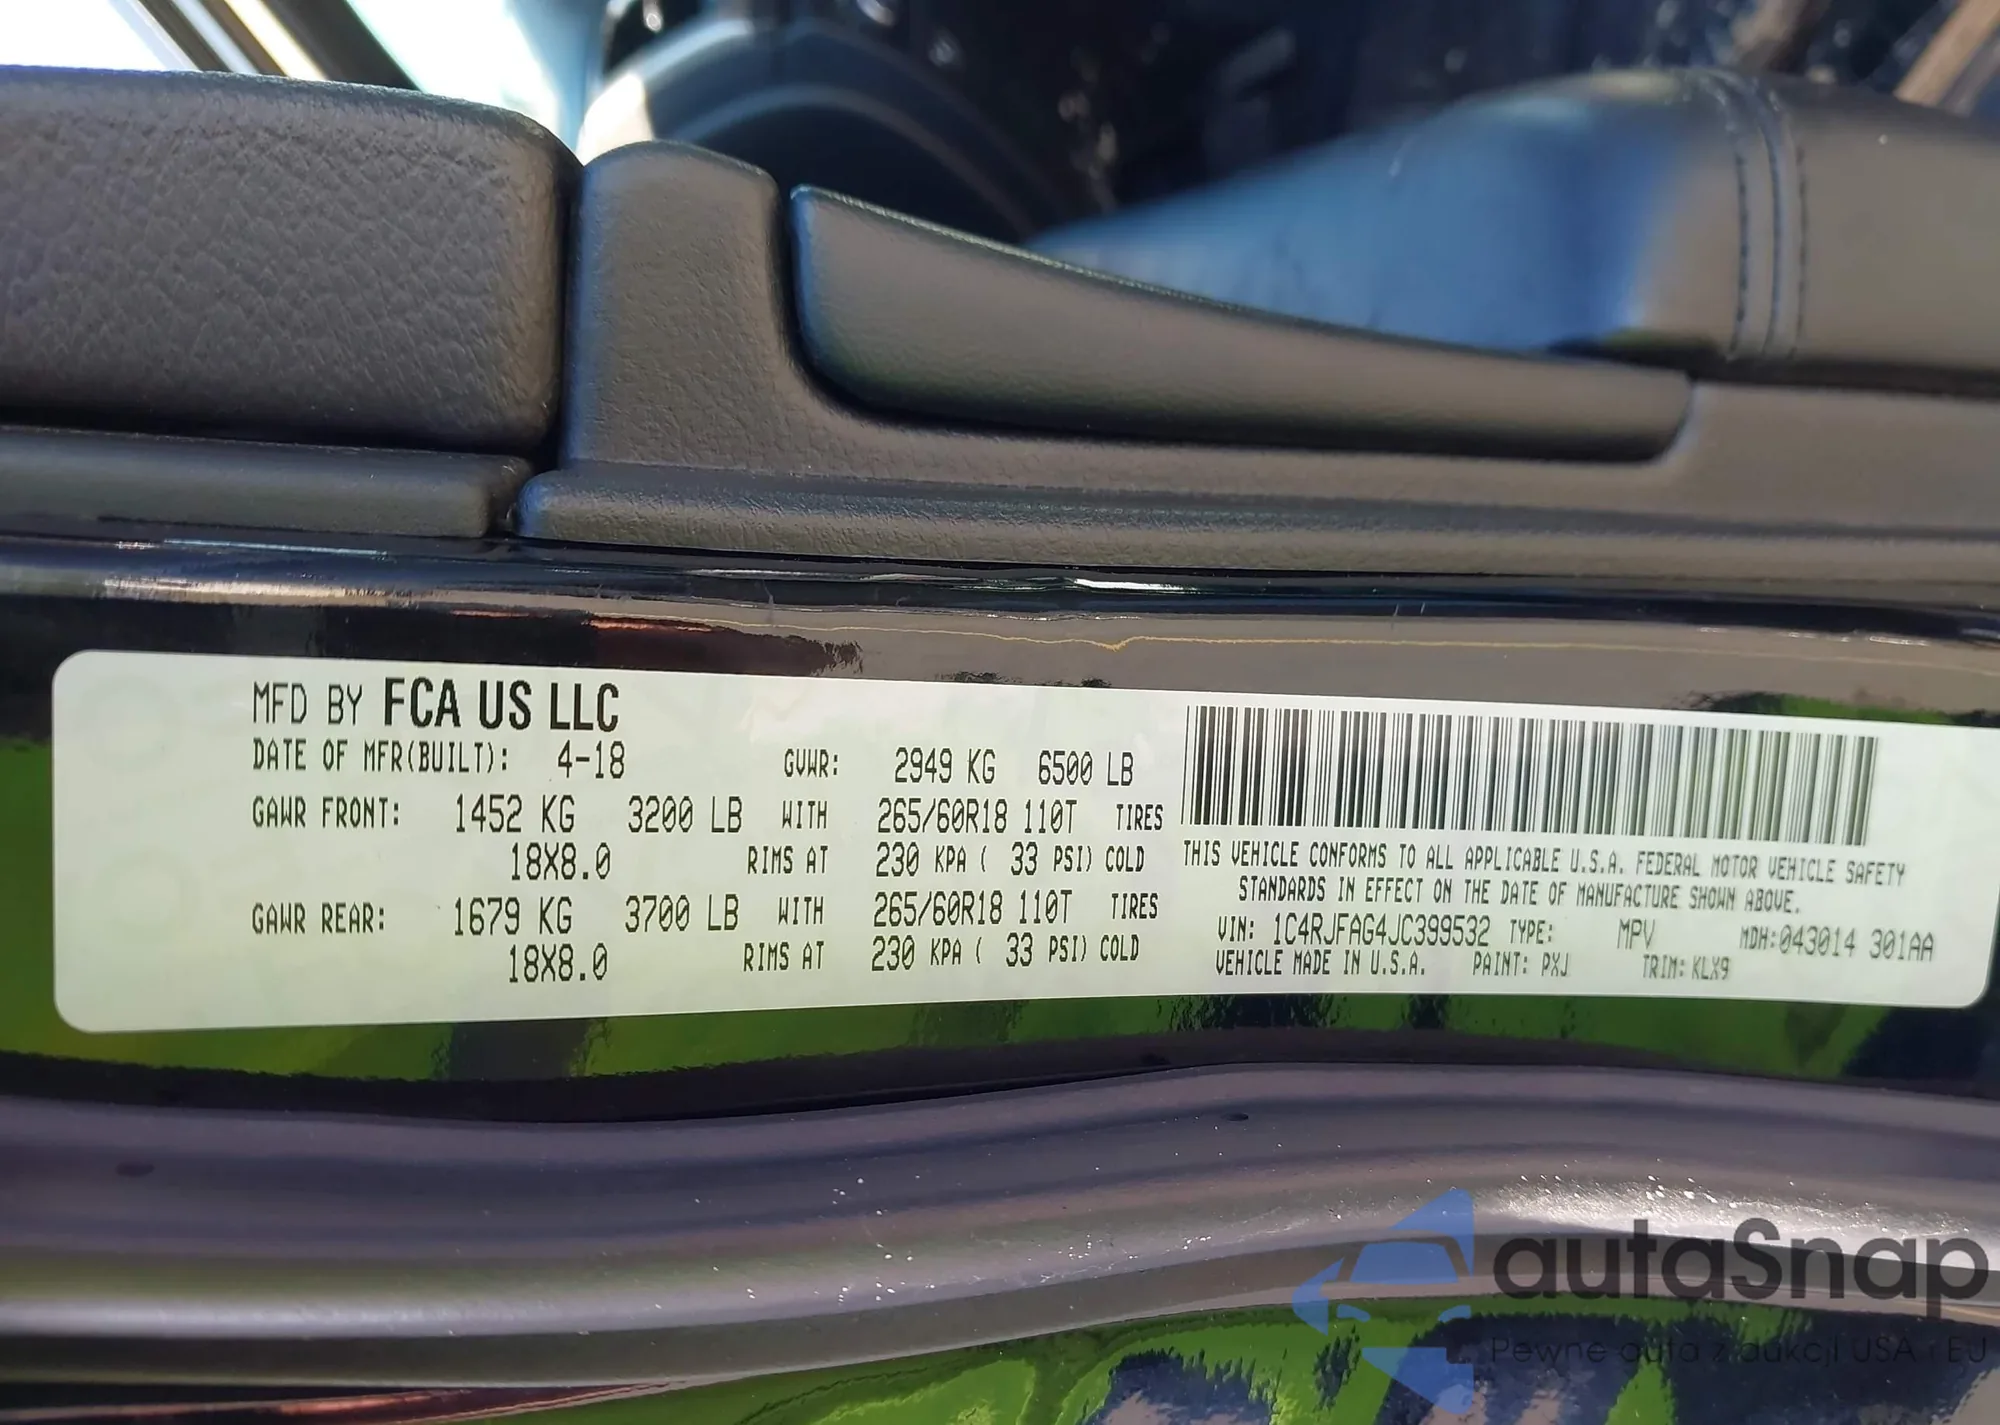 MFD BY FCA US LLC
DATE OF MFR(BUILT): 4-18 GVWR: 2949 KG 6500 LB
GAWR FRONT: 1452 KG 3200 LB WITH 265/60R18 110T TIRES
18X8.0 RIMS AT 230 KPA ( 33 PSI) COLD
GAWR REAR: 1679 KG 3700 LB WITH 265/60R18 110T TIRES
18X8.0 RIMS AT 230 KPA ( 33 PSI) COLD
THIS VEHICLE CONFORMS TO ALL APPLICABLE U.S.A. FEDERAL MOTOR VEHICLE SAFETY
STANDARDS IN EFFECT ON THE DATE OF MANUFACTURE SHOWN ABOVE.
VIN: 1C4RJFAG4JC399532 TYPE: MPV MDH:043014 301AA
VEHICLE MADE IN U.S.A. PAINT: PXJ TRIM: KLX9
autaSnap
Pewne auta z aukcji USA i EU